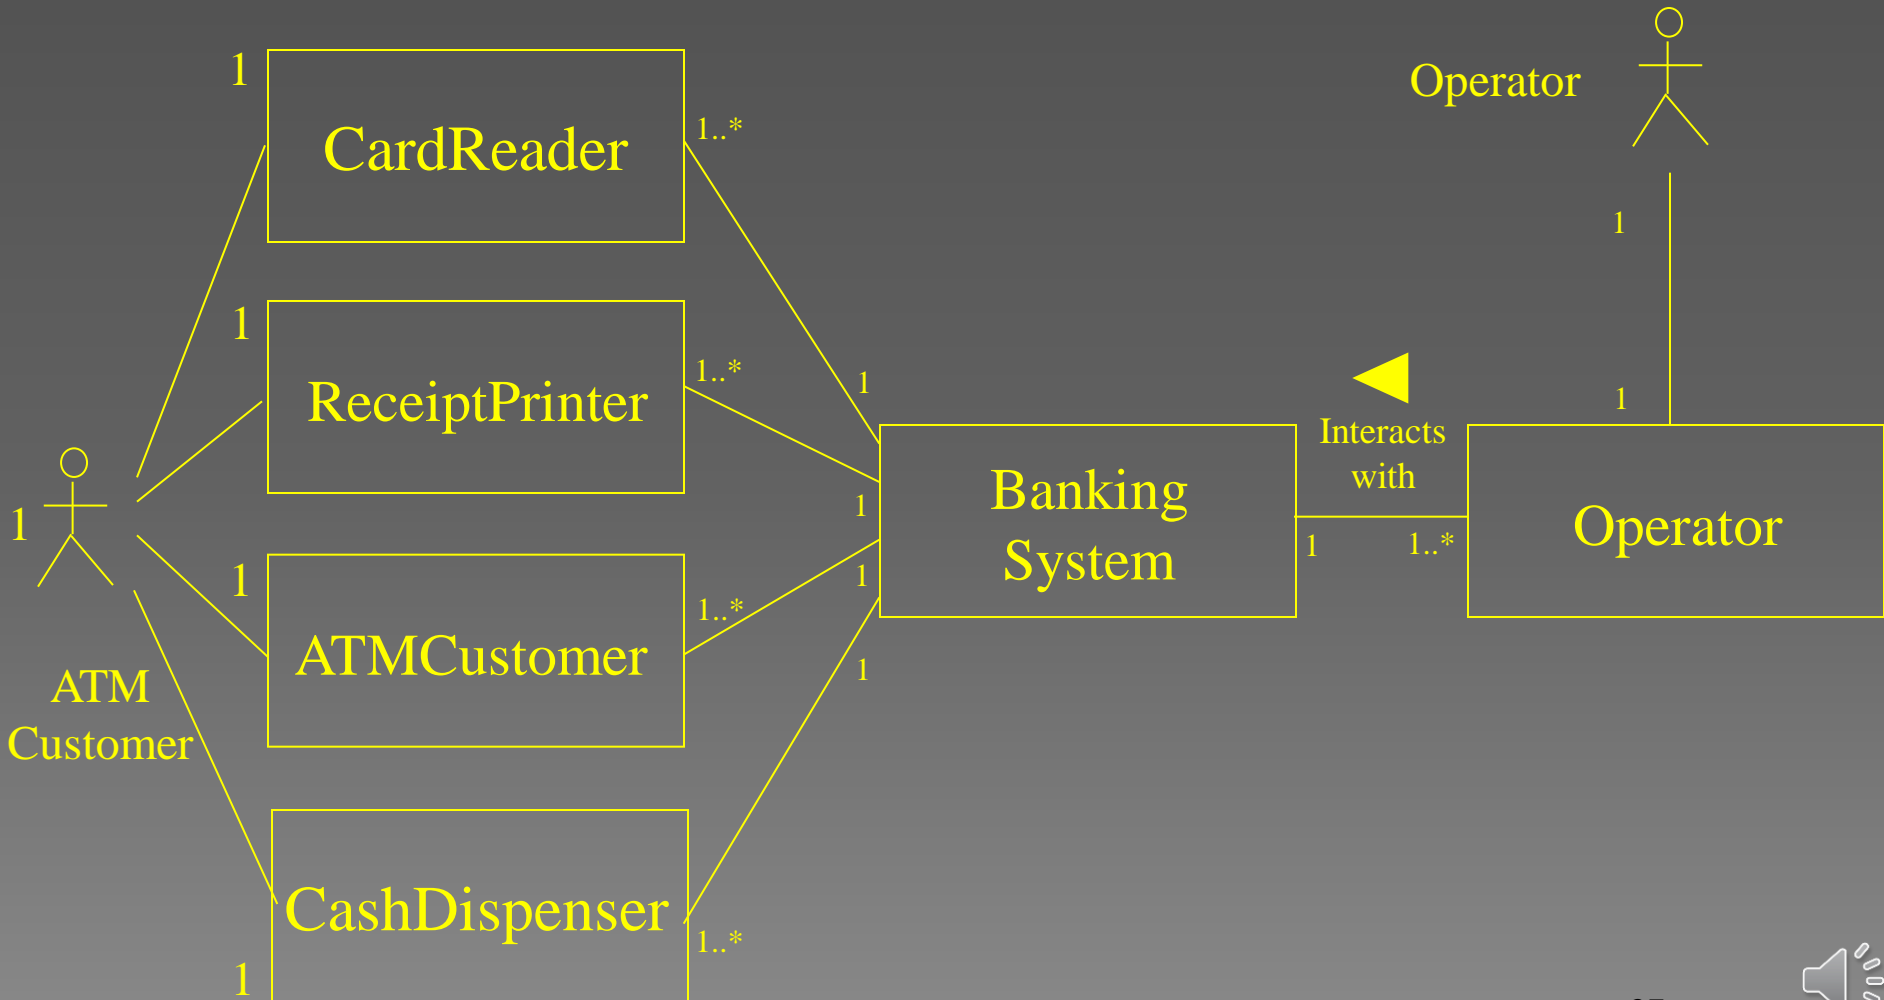 1
CardReader
1..*
Operator
1
1
ReceiptPrinter
1..*
1
1
1
Interacts
with
Banking
System
1
1
1..*
Operator
1
1
ATMCustomer
1..*
1
ATM
Customer
CashDispenser
1..*
1